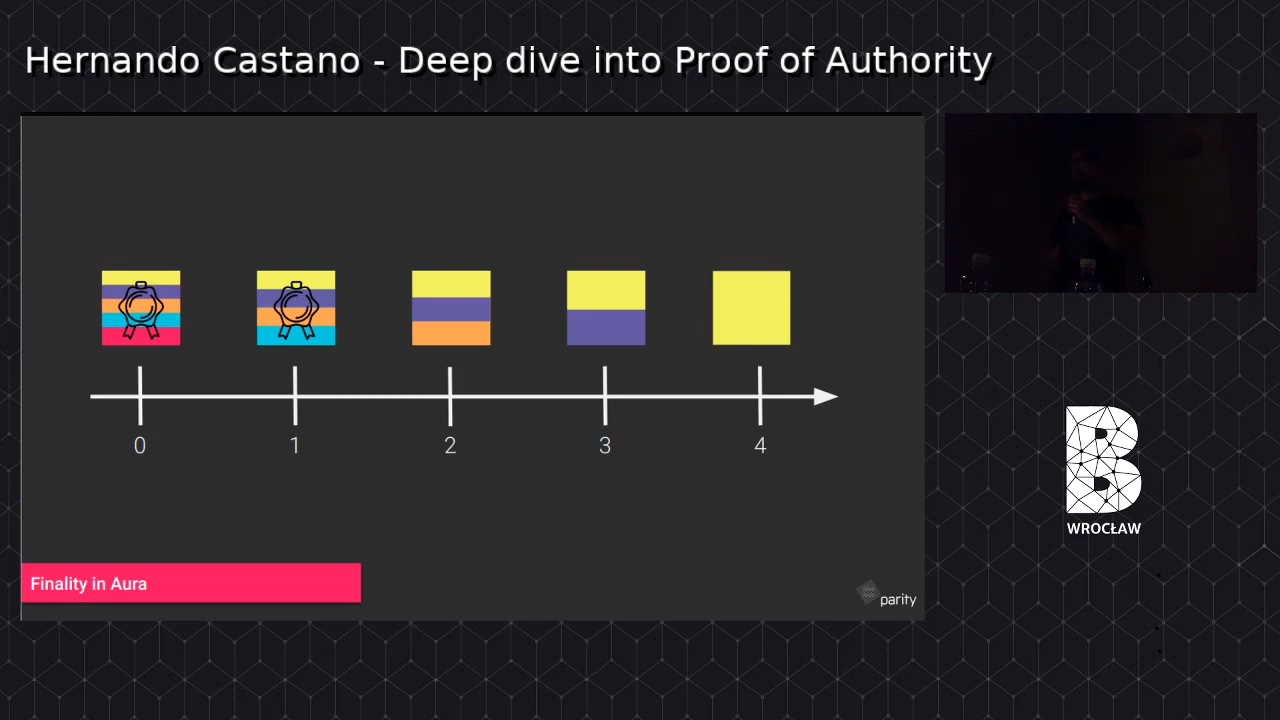 Hernando Castano - Deep dive into Proof of Authority
0 1 2 3 4
Finality in Aura
parity
B
WROCŁAW